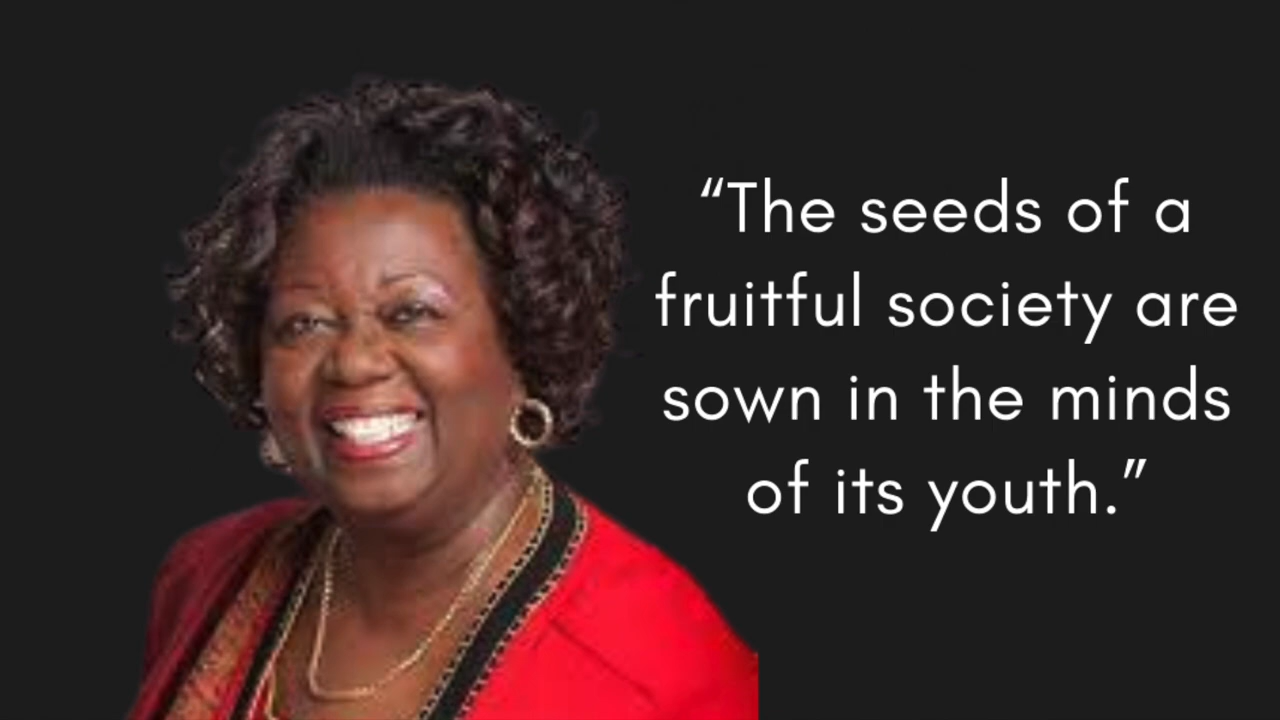 “The seeds of a
fruitful society are
sown in the minds
of its youth.”